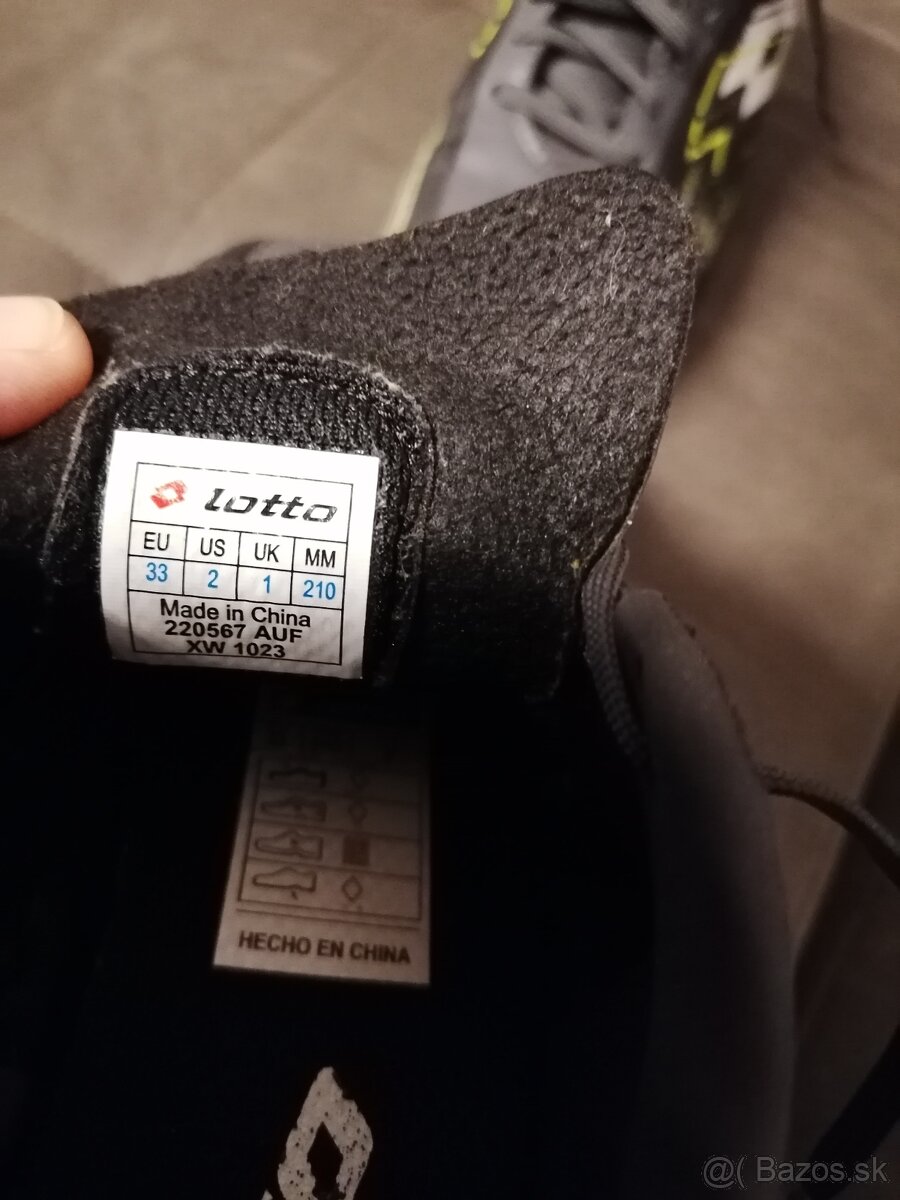 lotto
EU US UK MM
33 2 1 210
Made in China
220567 AUF
XW 1023
HECHO EN CHINA
@( Bazos.sk